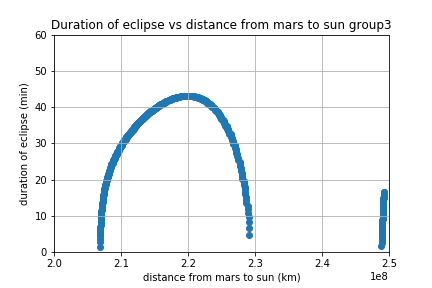 Duration of eclipse vs distance from mars to sun group3
60
50
40
30
20
10
0
duration of eclipse (min)
2.0 2.1 2.2 2.3 2.4 2.5
1e8
distance from mars to sun (km)